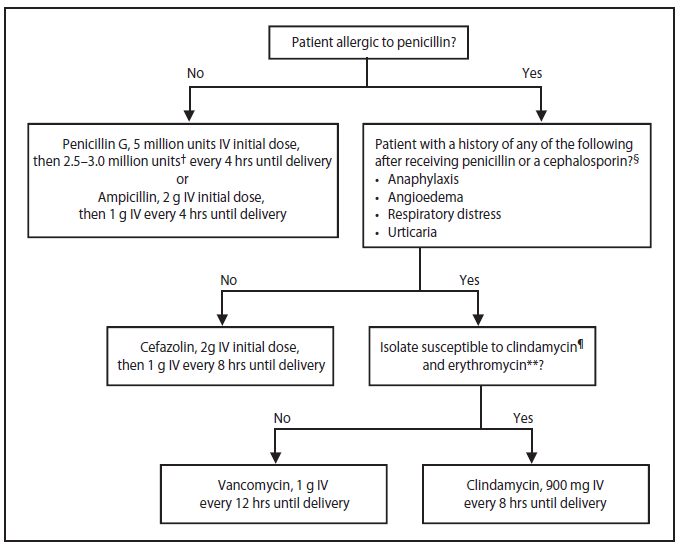 Patient allergic to penicillin?
No
Yes
Penicillin G, 5 million units IV initial dose,
then 2.5–3.0 million units† every 4 hrs until delivery
or
Ampicillin, 2 g IV initial dose,
then 1 g IV every 4 hrs until delivery
Patient with a history of any of the following
after receiving penicillin or a cephalosporin?§
• Anaphylaxis
• Angioedema
• Respiratory distress
• Urticaria
No
Yes
Cefazolin, 2g IV initial dose,
then 1 g IV every 8 hrs until delivery
Isolate susceptible to clindamycin¶
and erythromycin**?
No
Yes
Vancomycin, 1 g IV
every 12 hrs until delivery
Clindamycin, 900 mg IV
every 8 hrs until delivery